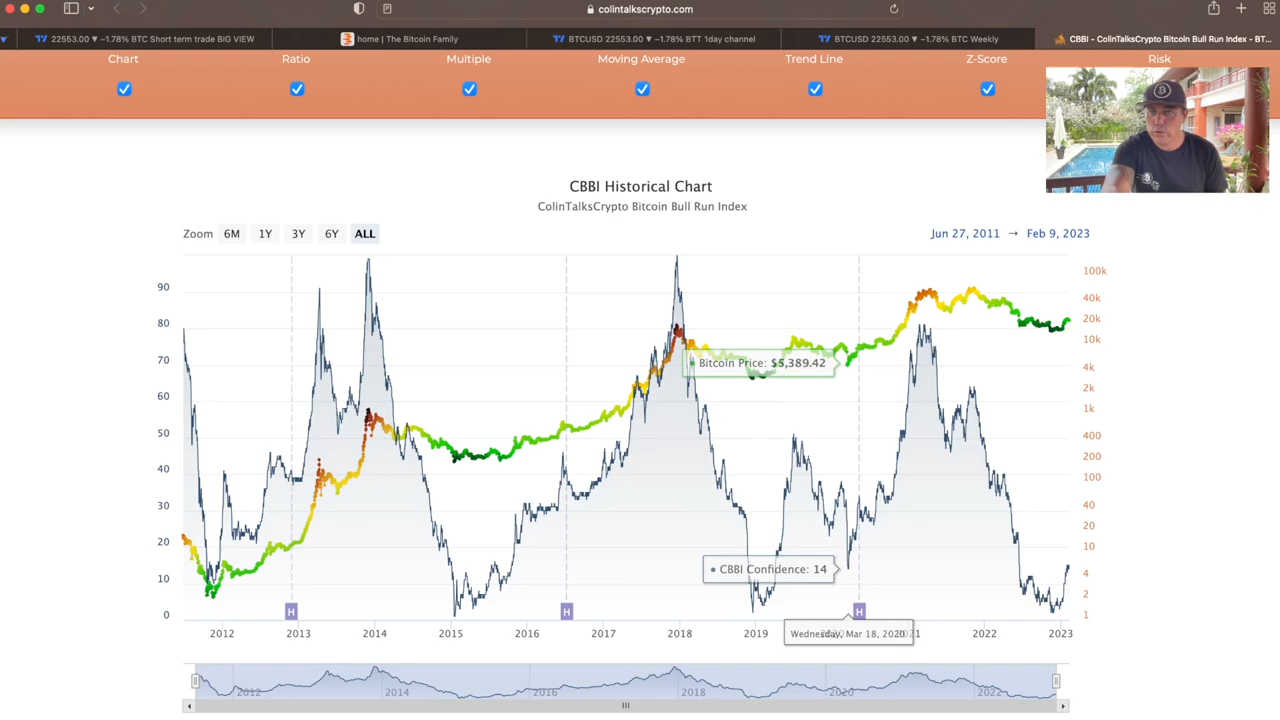 colintalkscrypto.com
22553.00 ▼ −1.78% BTC Short term trade BIG VIEW
home | The Bitcoin Family
BTCUSD 22553.00 ▼ −1.78% BTT 1day channel
BTCUSD 22553.00 ▼ −1.78% BTC Weekly
CBBI - ColinTalksCrypto Bitcoin Bull Run Index - BT...
Chart Ratio Multiple Moving Average Trend Line Z-Score Risk
CBBI Historical Chart
ColinTalksCrypto Bitcoin Bull Run Index
Zoom 6M 1Y 3Y 6Y ALL
Jun 27, 2011 → Feb 9, 2023
90
80
70
60
50
40
30
20
10
0
100k
40k
20k
10k
4k
2k
1k
400
200
100
40
20
10
4
2
1
Bitcoin Price: $5,389.42
CBBI Confidence: 14
H H H
2012 2013 2014 2015 2016 2017 2018 2019 2022 2023
Wednesday, Mar 18, 2020
2012 2014 2016 2018 2020 2022